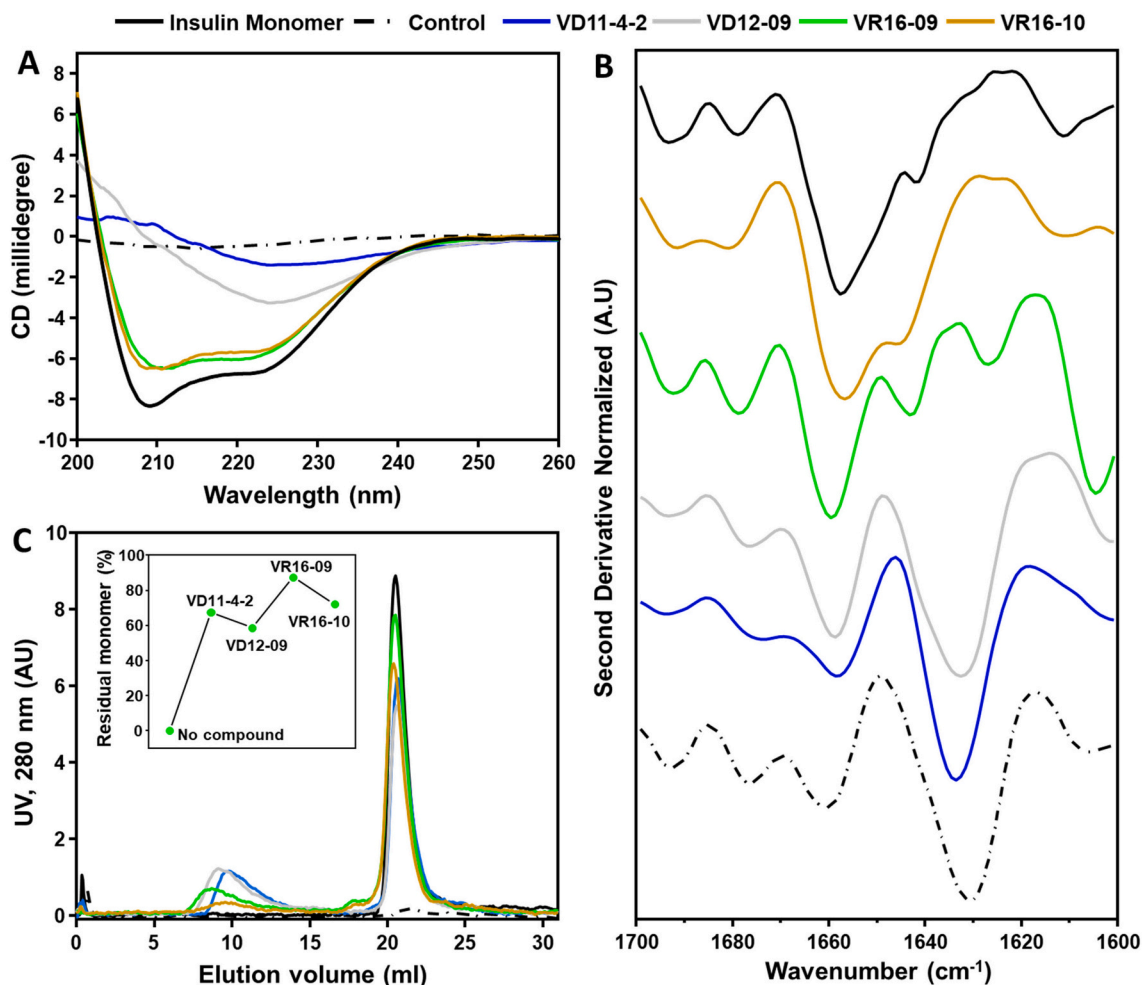 Insulin Monomer Control VD11-4-2 VD12-09 VR16-09 VR16-10
A
8
6
4
2
0
-2
-4
-6
-8
-10
CD (millidegree)
200 210 220 230 240 250 260
Wavelength (nm)
B
Second Derivative Normalized (A.U)
1700 1680 1660 1640 1620 1600
Wavenumber (cm⁻¹)
C
10
8
6
4
2
0
UV, 280 nm (AU)
0 5 10 15 20 25 30
Elution volume (ml)
100
80
60
40
20
0
Residual monomer (%)
VR16-09
VD11-4-2
VD12-09
VR16-10
No compound